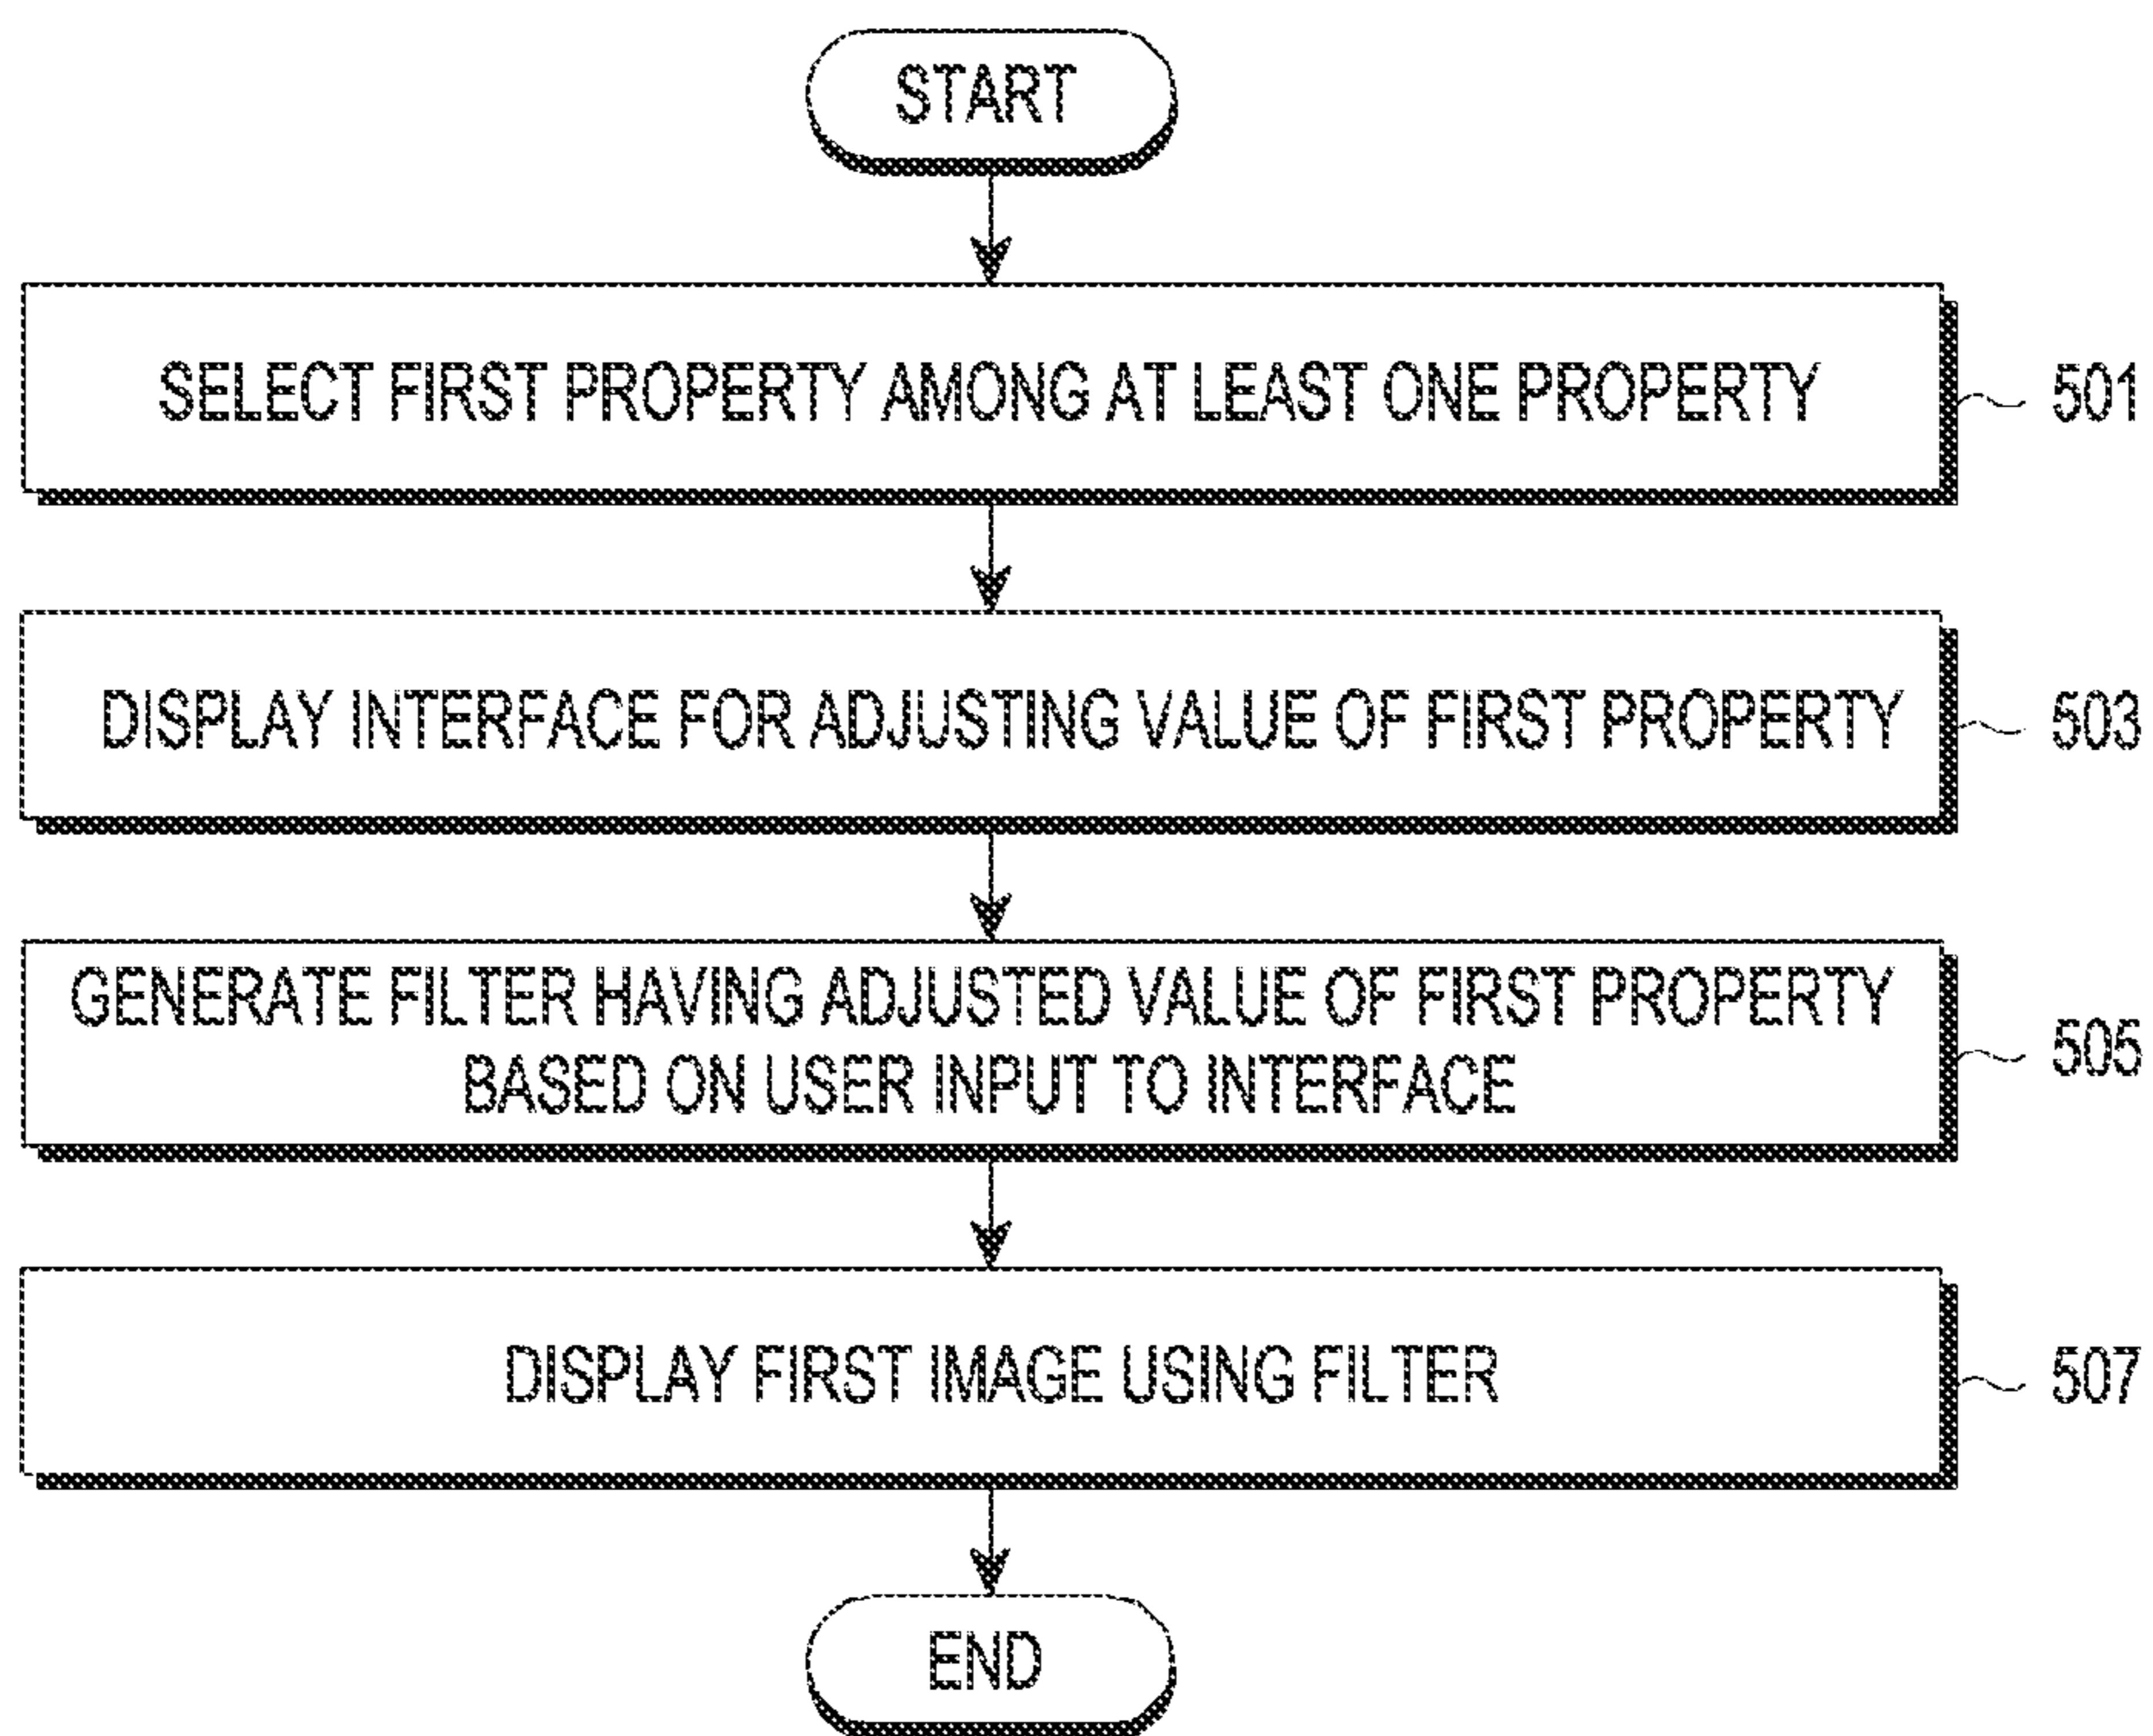 START
SELECT FIRST PROPERTY AMONG AT LEAST ONE PROPERTY
501
DISPLAY INTERFACE FOR ADJUSTING VALUE OF FIRST PROPERTY
503
GENERATE FILTER HAVING ADJUSTED VALUE OF FIRST PROPERTY
BASED ON USER INPUT TO INTERFACE
505
DISPLAY FIRST IMAGE USING FILTER
507
END